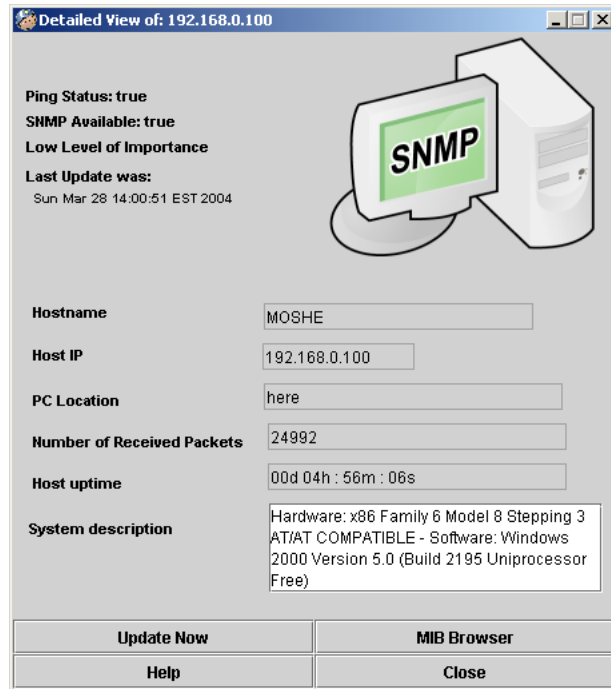 Detailed View of: 192.168.0.100
Ping Status: true
SNMP Available: true
Low Level of Importance
Last Update was:
Sun Mar 28 14:00:51 EST 2004
SNMP
Hostname
MOSHE
Host IP
192.168.0.100
PC Location
here
Number of Received Packets
24992
Host uptime
00d 04h : 56m : 06s
System description
Hardware: x86 Family 6 Model 8 Stepping 3
AT/AT COMPATIBLE - Software: Windows
2000 Version 5.0 (Build 2195 Uniprocessor
Free)
Update Now
MIB Browser
Help
Close